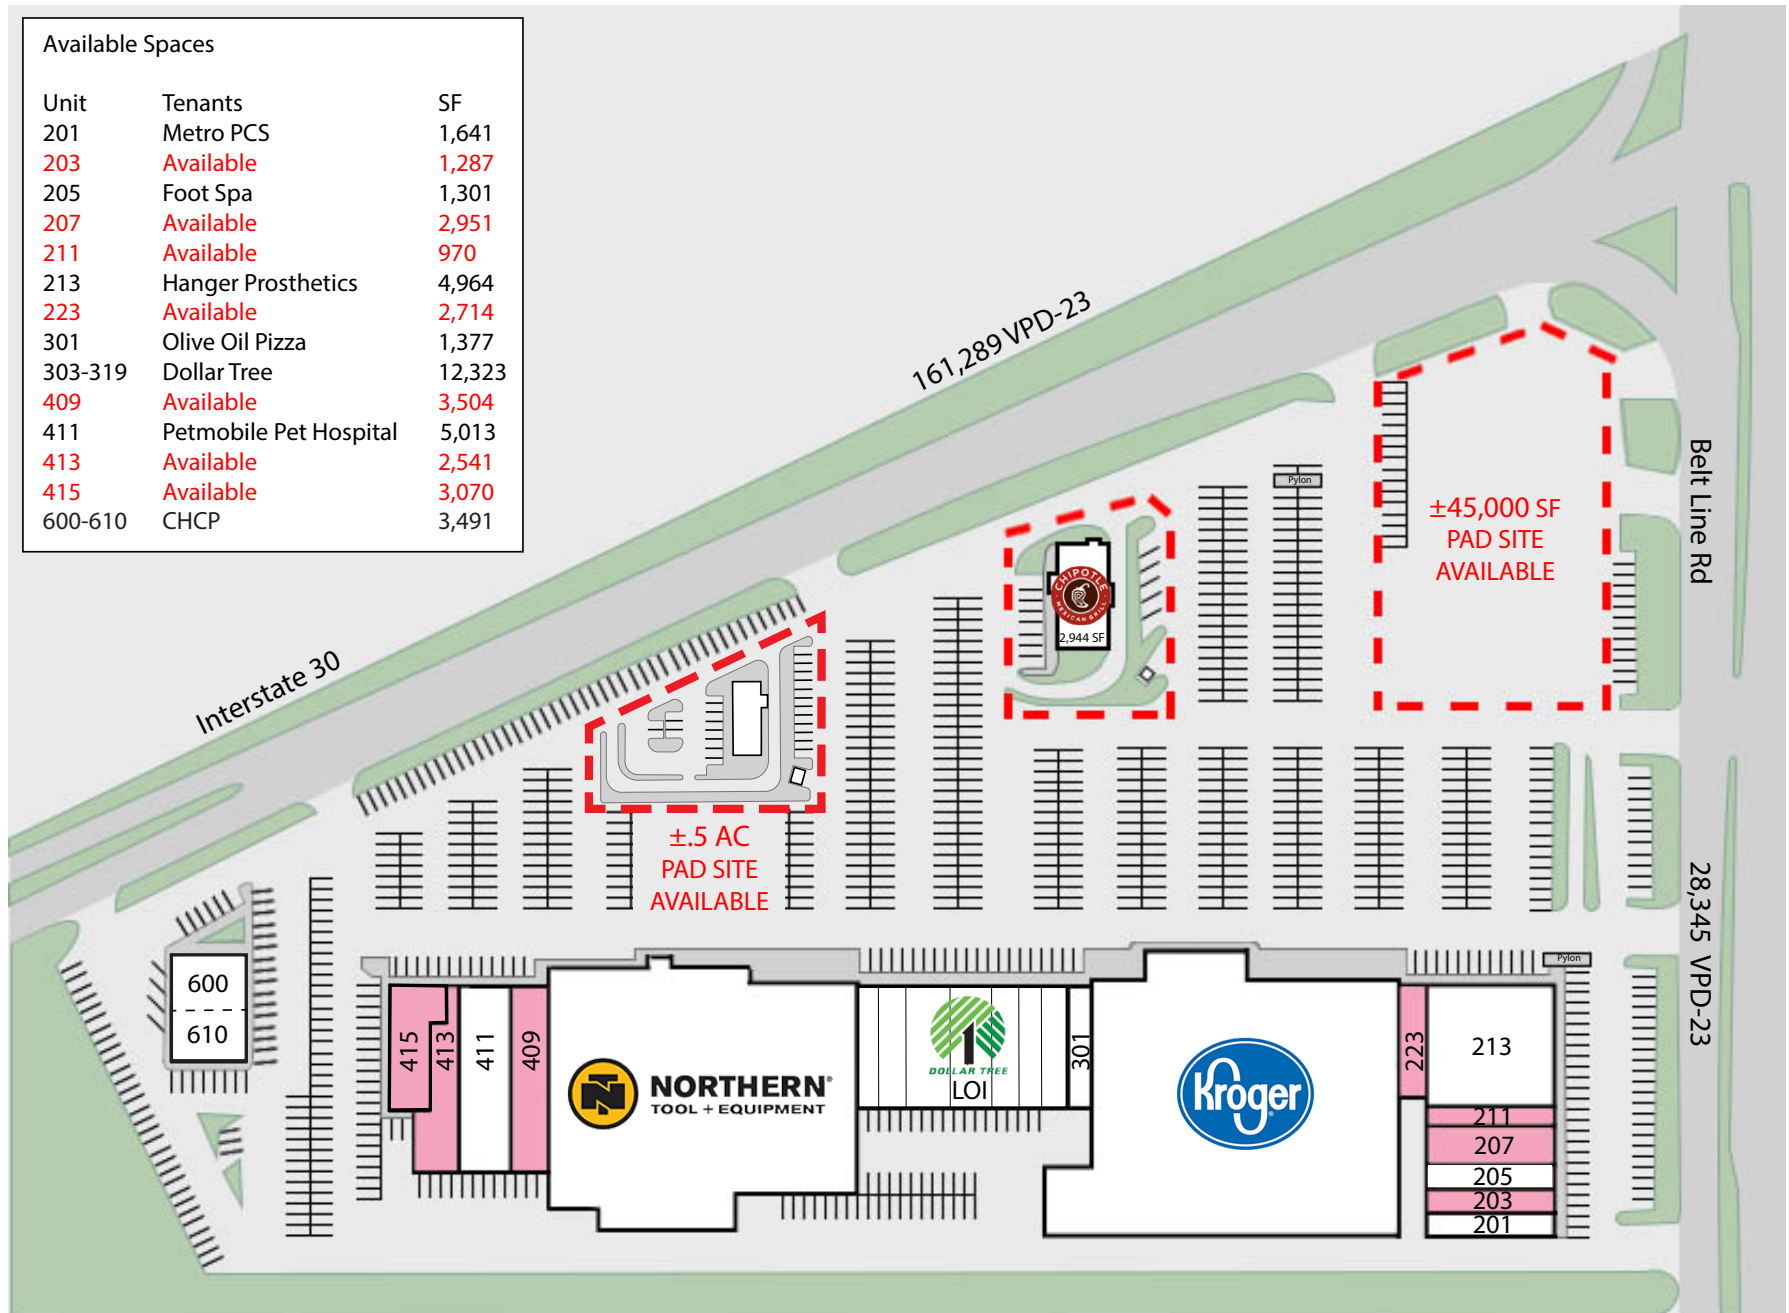 Available Spaces
Unit Tenants SF
201 Metro PCS 1,641
203 Available 1,287
205 Foot Spa 1,301
207 Available 2,951
211 Available 970
213 Hanger Prosthetics 4,964
223 Available 2,714
301 Olive Oil Pizza 1,377
303-319 Dollar Tree 12,323
409 Available 3,504
411 Petmobile Pet Hospital 5,013
413 Available 2,541
415 Available 3,070
600-610 CHCP 3,491
161,289 VPD-23
Interstate 30
Belt Line Rd
28,345 VPD-23
Pylon
±45,000 SF
PAD SITE
AVAILABLE
CHIPOTLE
MEXICAN GRILL
2,944 SF
±.5 AC
PAD SITE
AVAILABLE
Pylon
600
610
415
413
411
409
N
NORTHERN®
TOOL + EQUIPMENT
1
DOLLAR TREE
LOI
301
Kroger
223
213
211
207
205
203
201